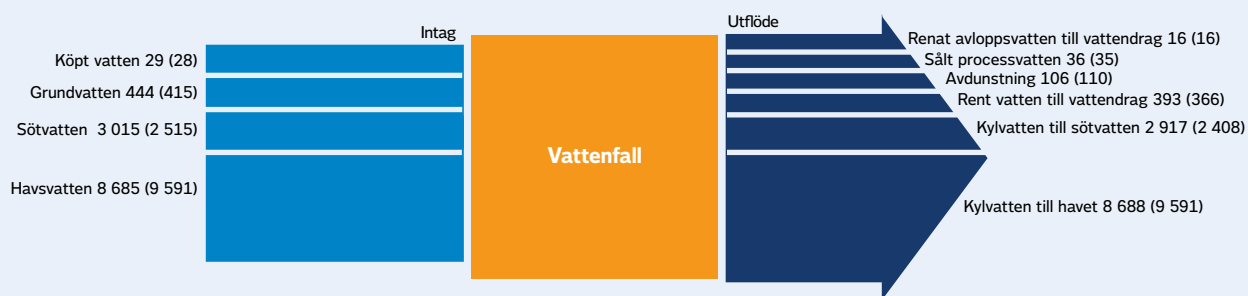 Intag
Köpt vatten 29 (28)
Grundvatten 444 (415)
Sötvatten 3 015 (2 515)
Havsvatten 8 685 (9 591)
Vattenfall
Utflöde
Renat avloppsvatten till vattendrag 16 (16)
Sålt processvatten 36 (35)
Avdunstning 106 (110)
Rent vatten till vattendrag 393 (366)
Kylvatten till sötvatten 2 917 (2 408)
Kylvatten till havet 8 688 (9 591)